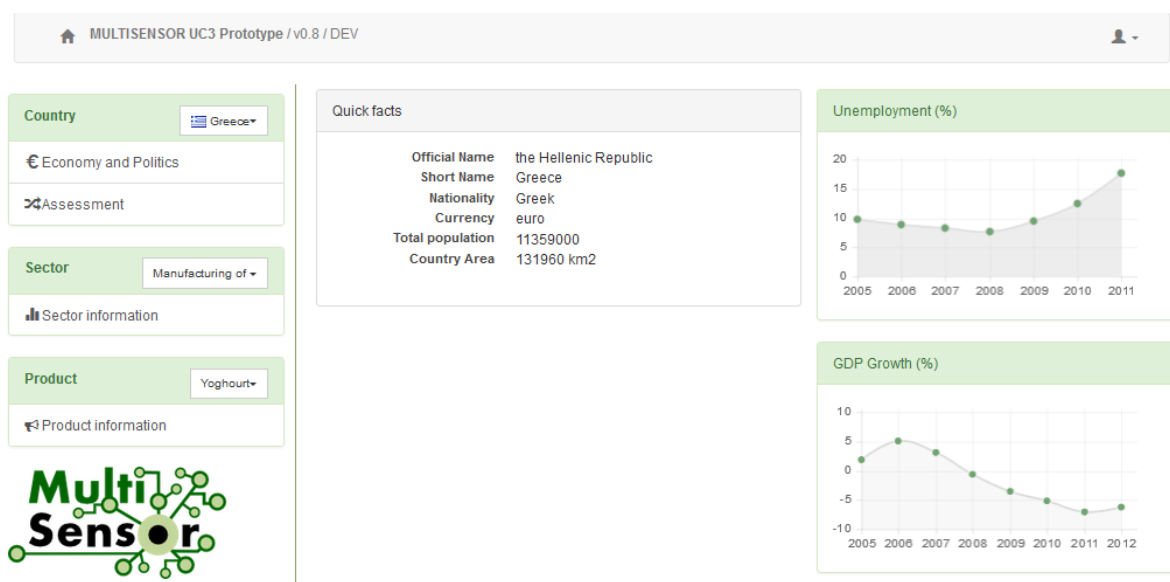 MULTISENSOR UC3 Prototype / v0.8 / DEV
Country
Greece
€ Economy and Politics
Assessment
Sector
Manufacturing of
Sector information
Product
Yoghourt
Product information
Multi
Sensor
Quick facts
Official Name the Hellenic Republic
Short Name Greece
Nationality Greek
Currency euro
Total population 11359000
Country Area 131960 km2
Unemployment (%)
20
15
10
5
0
2005 2006 2007 2008 2009 2010 2011
GDP Growth (%)
10
5
0
-5
-10
2005 2006 2007 2008 2009 2010 2011 2012